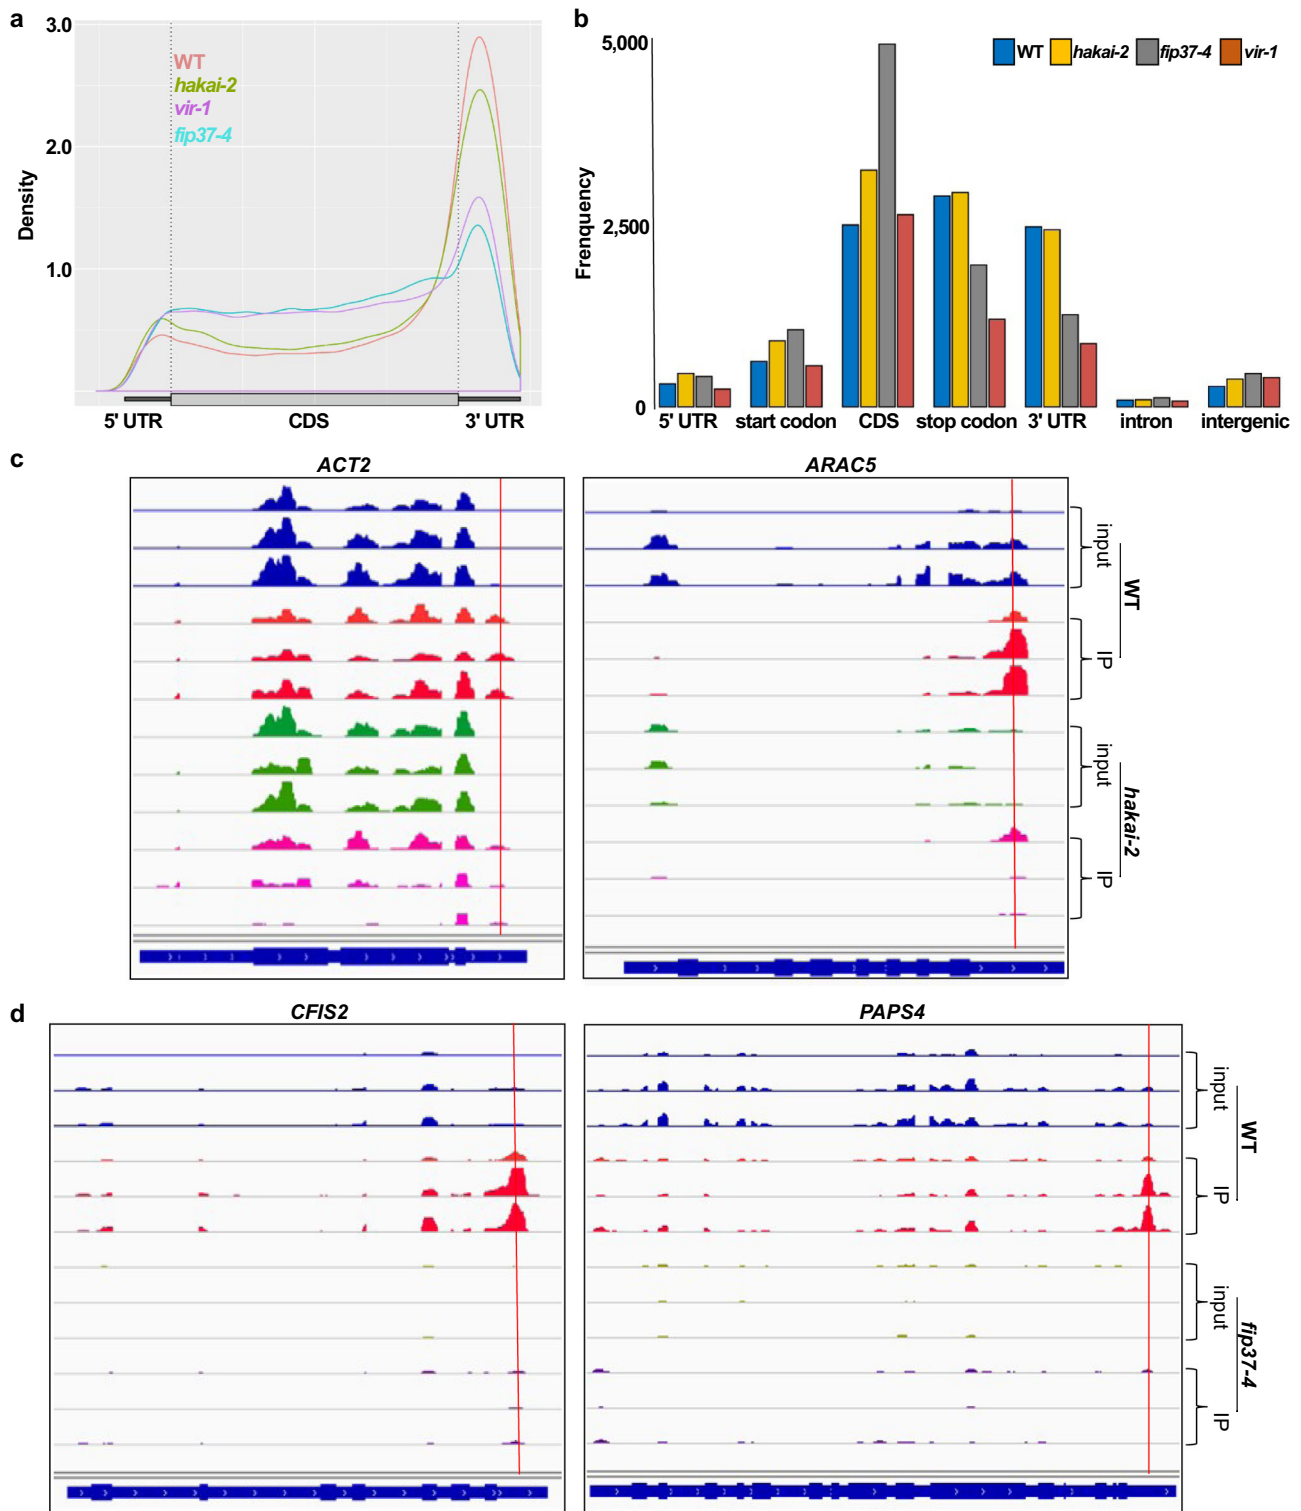 a
3.0
2.0
1.0
Density
WT
hakai-2
vir-1
fip37-4
5' UTR CDS 3' UTR
b
5,000
2,500
0
Frenquency
WT hakai-2 fip37-4 vir-1
5' UTR start codon CDS stop codon 3' UTR intron intergenic
c
ACT2
ARAC5
input
IP
WT
input
IP
hakai-2
d
CFIS2
PAPS4
input
IP
WT
input
IP
fip37-4